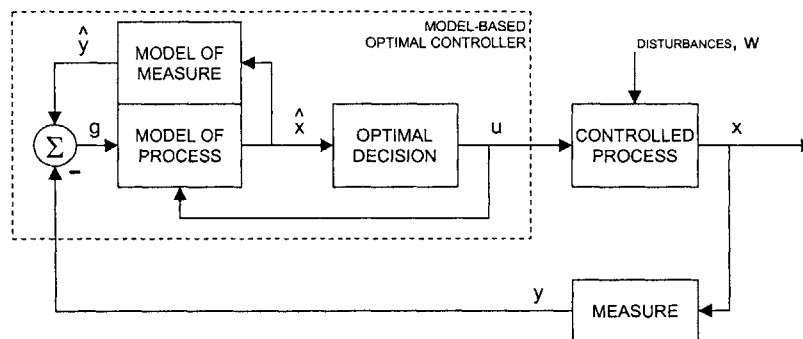 MODEL-BASED
OPTIMAL CONTROLLER
ŷ
MODEL OF
MEASURE
DISTURBANCES, W
Σ
g
MODEL OF
PROCESS
x̂
OPTIMAL
DECISION
u
CONTROLLED
PROCESS
x
-
y
MEASURE